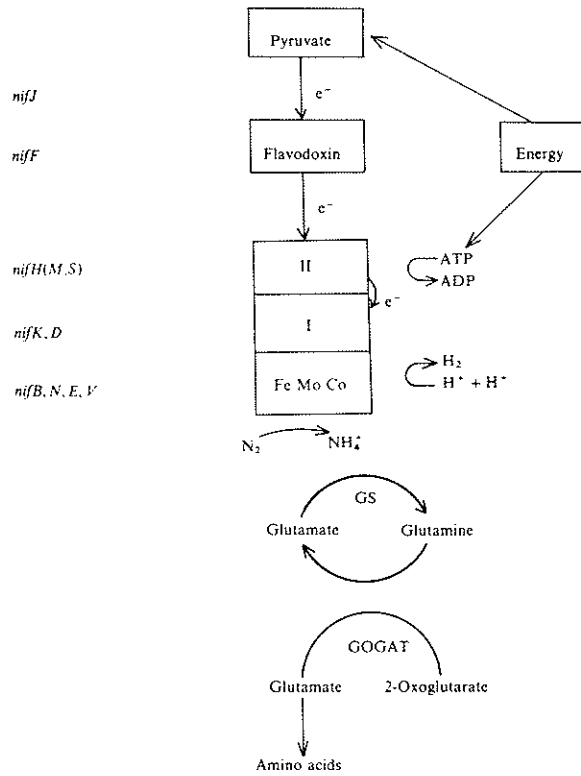 Pyruvate
nifJ
e⁻
nifF
Flavodoxin
Energy
e⁻
nifH(M,S)
II
ATP
ADP
e⁻
nifK, D
I
nifB, N, E, V
Fe Mo Co
H₂
H⁺ + H⁺
N₂
NH₄⁺
GS
Glutamate
Glutamine
GOGAT
Glutamate
2-Oxoglutarate
Amino acids